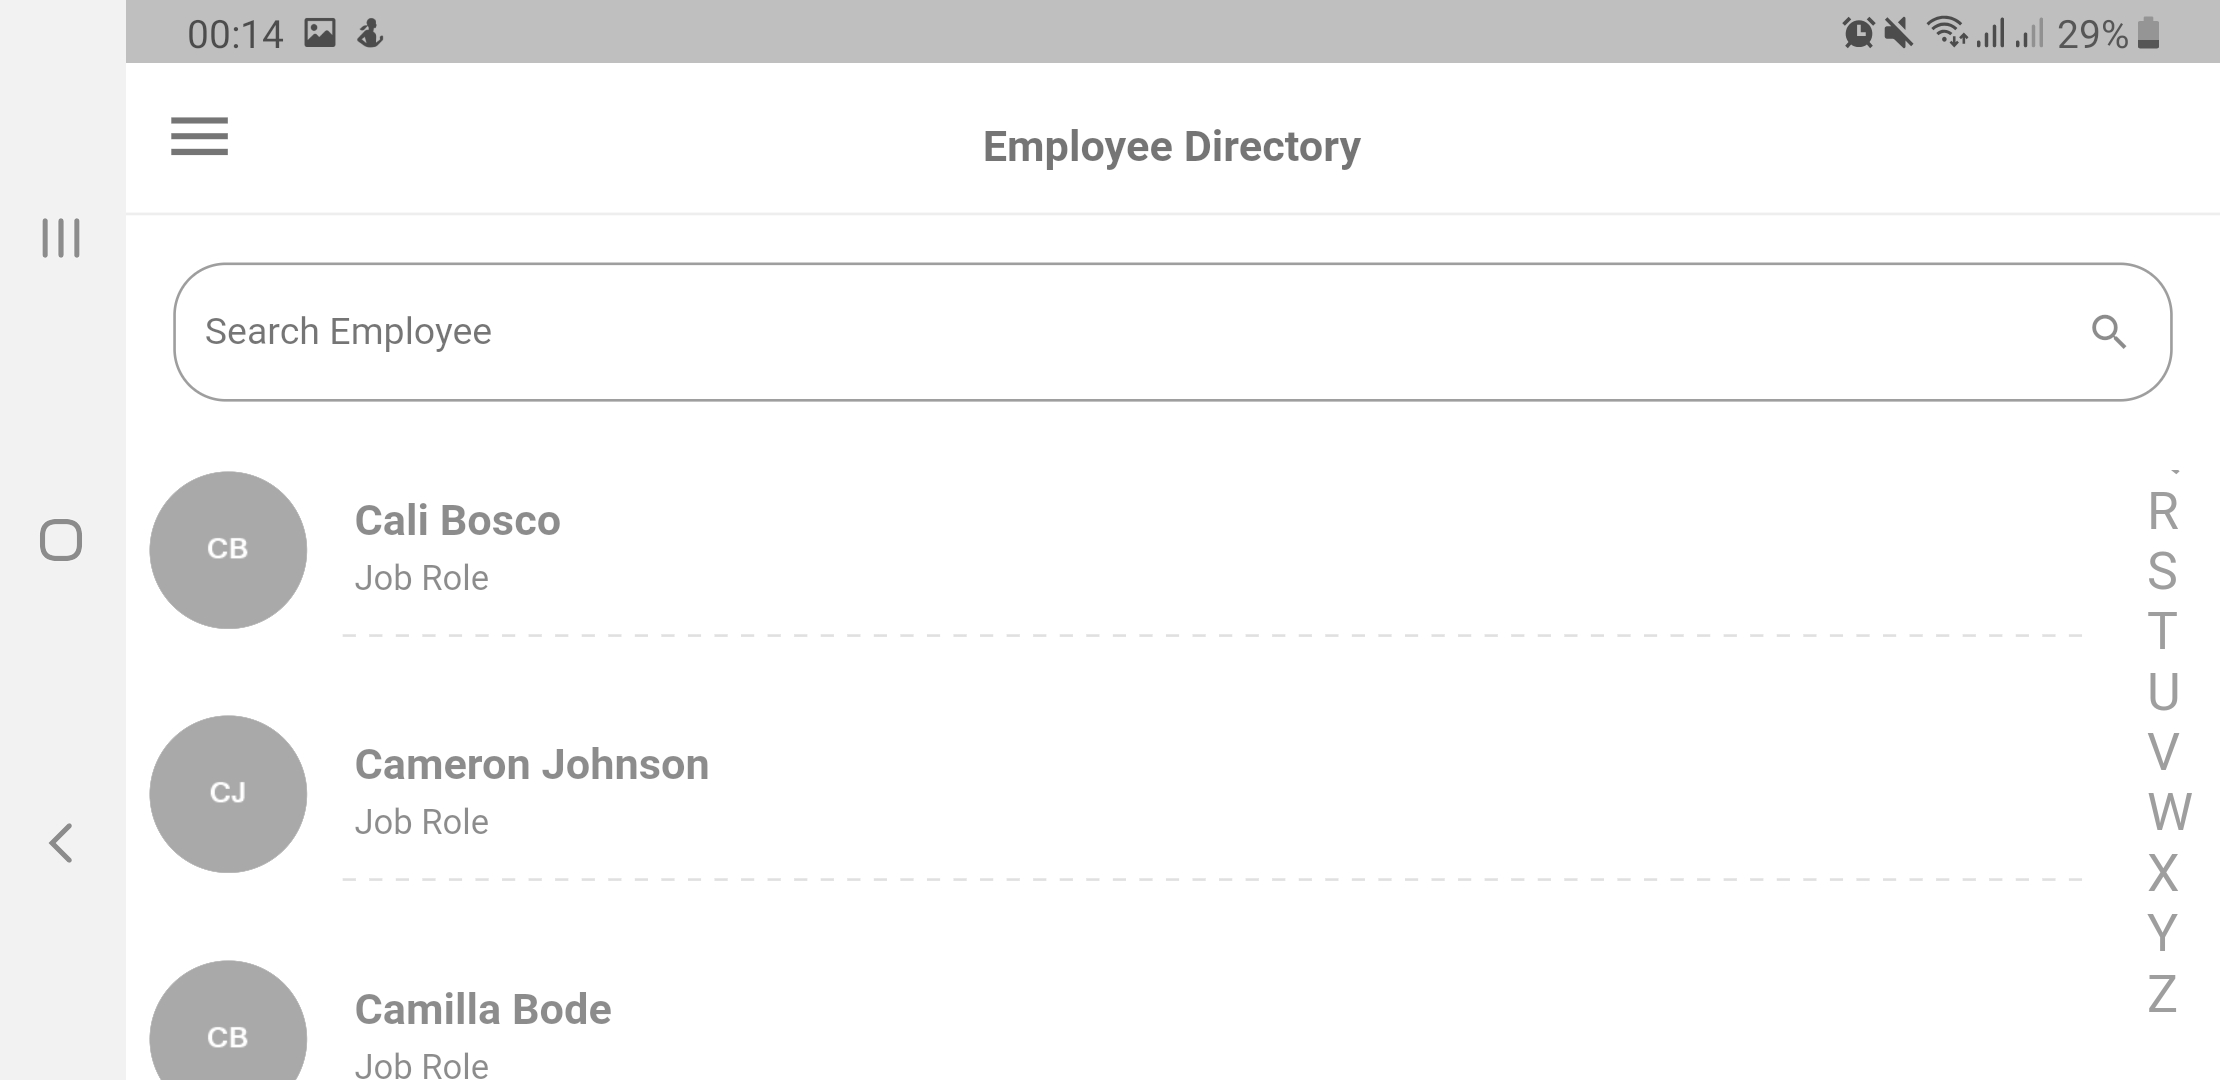 00:14
29%
Employee Directory
Search Employee
CB
Cali Bosco
Job Role
CJ
Cameron Johnson
Job Role
CB
Camilla Bode
Job Role
R
S
T
U
V
W
X
Y
Z